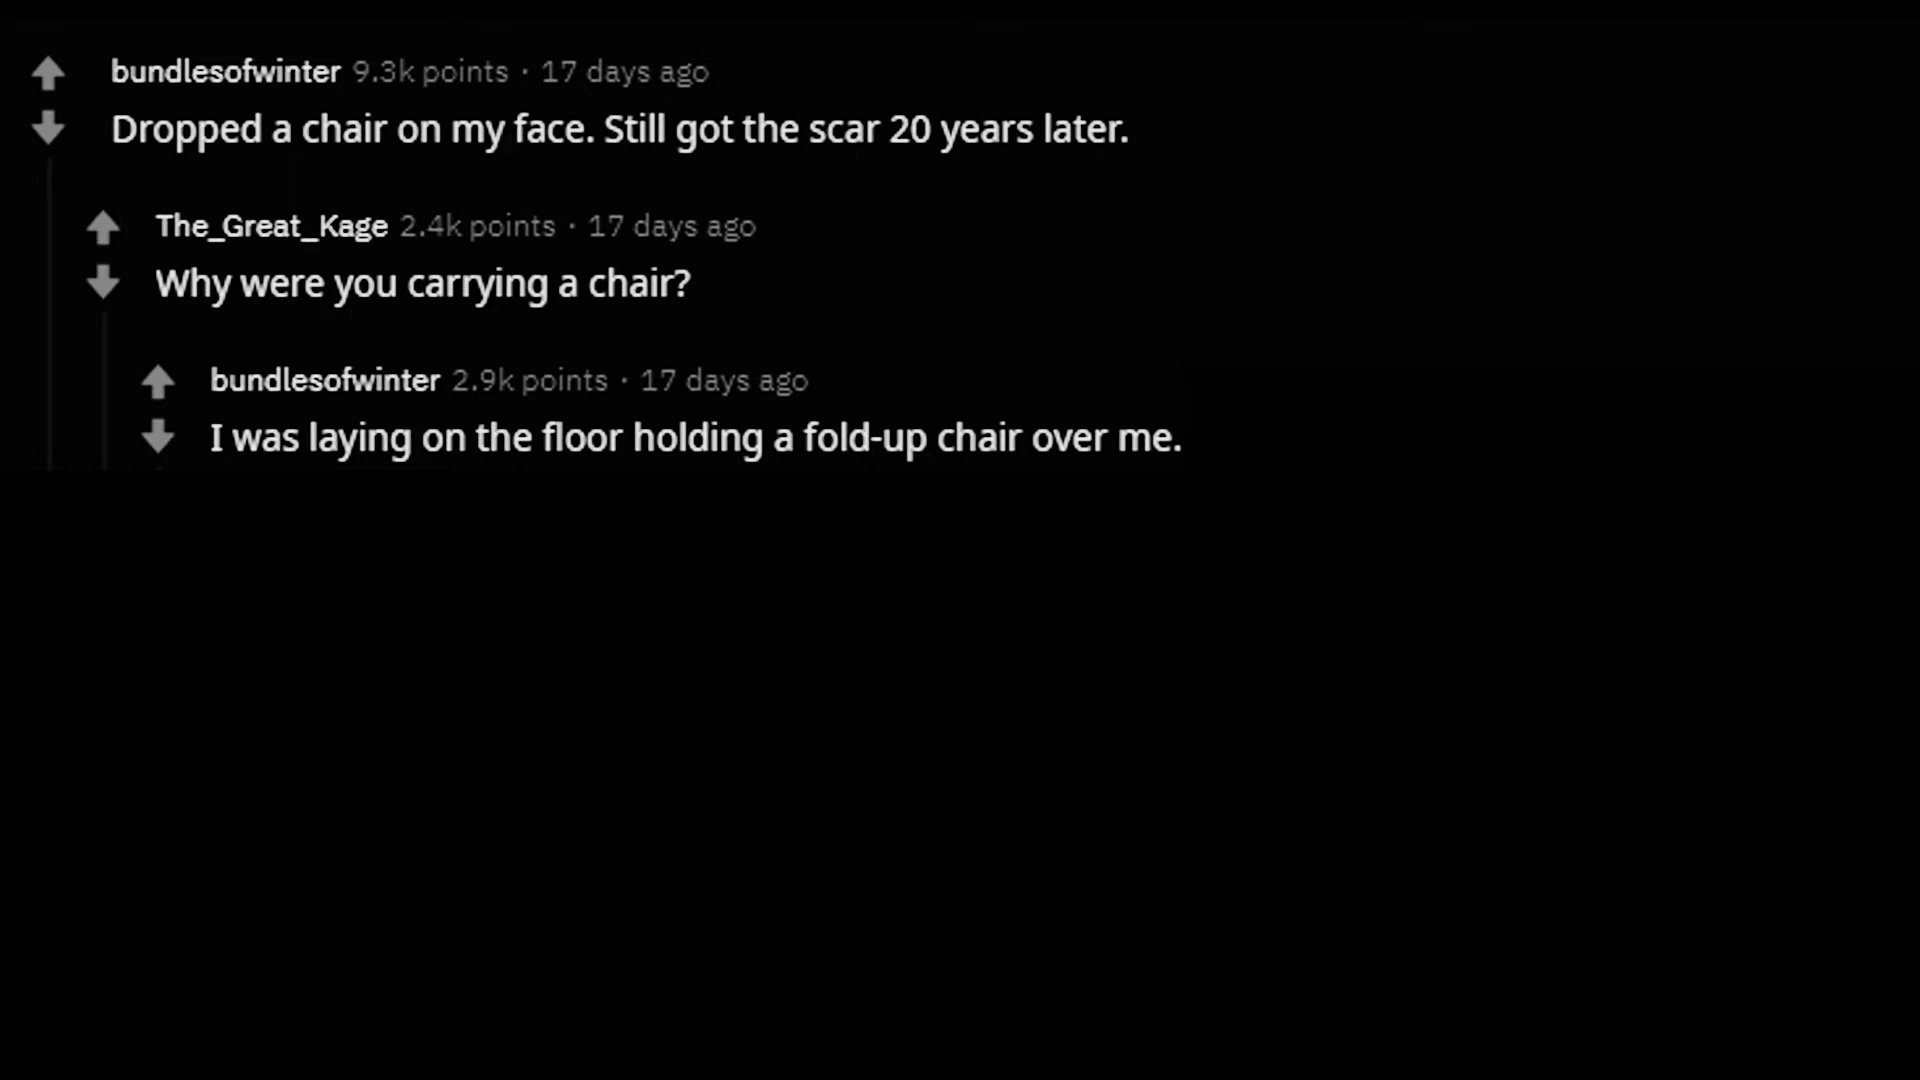 bundlesofwinter 9.3k points · 17 days ago
Dropped a chair on my face. Still got the scar 20 years later.
The_Great_Kage 2.4k points · 17 days ago
Why were you carrying a chair?
bundlesofwinter 2.9k points · 17 days ago
I was laying on the floor holding a fold-up chair over me.